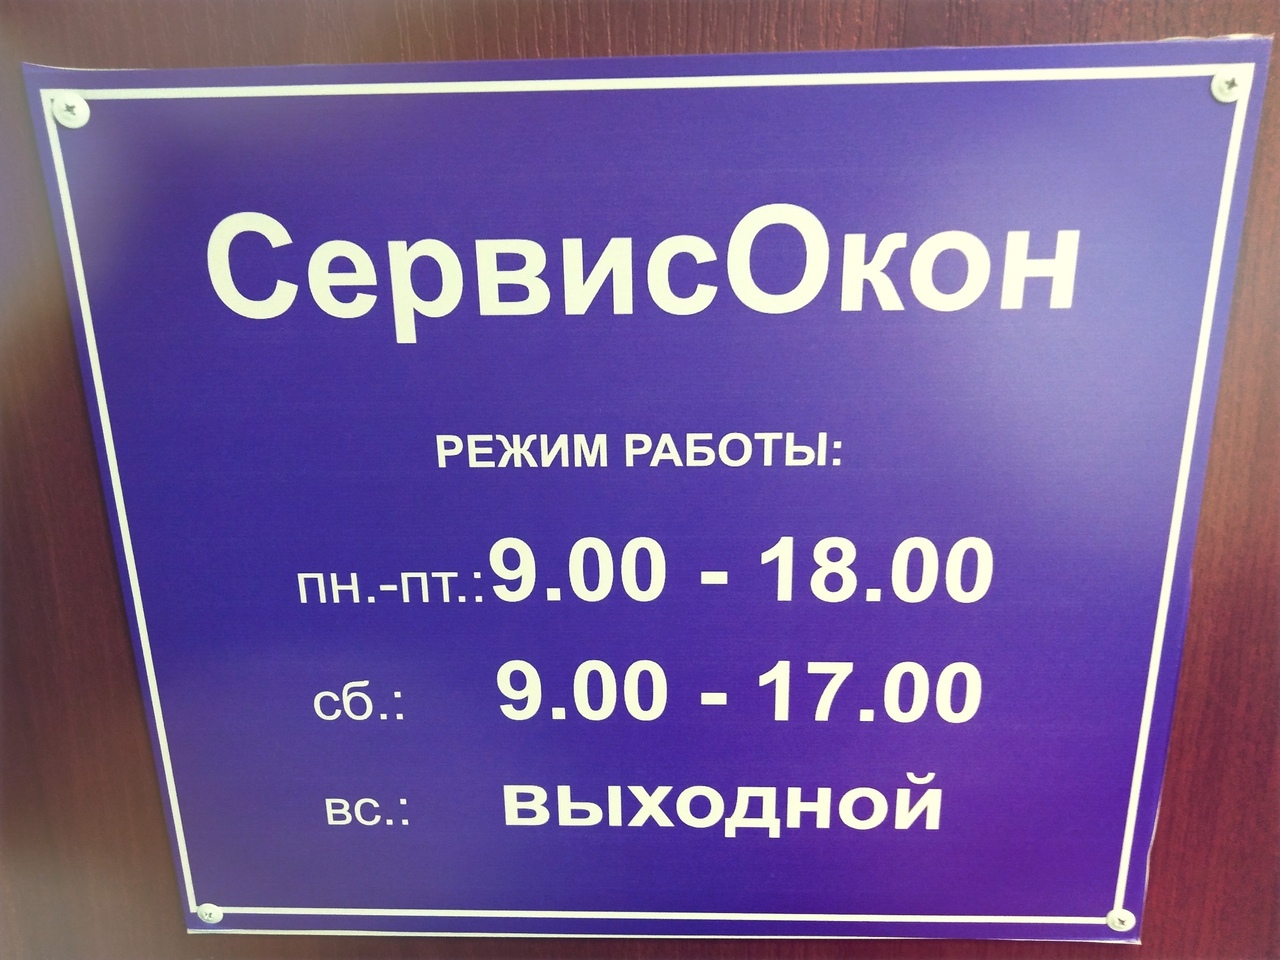 СервисОкон
РЕЖИМ РАБОТЫ:
пн.-пт.:9.00 - 18.00
сб.: 9.00 - 17.00
вс.: выходной